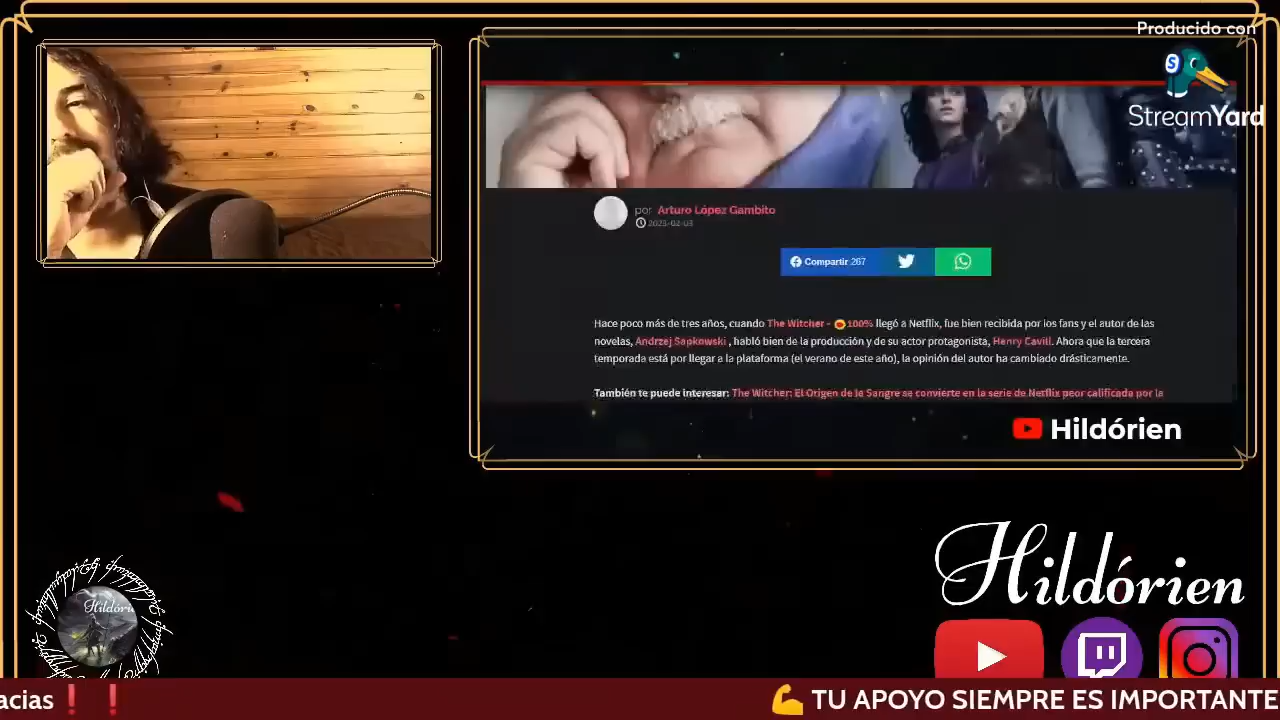 Producido con
S
StreamYard
por Arturo López Gambito
2023-02-03
Compartir 267
Hace poco más de tres años, cuando The Witcher - 100% llegó a Netflix, fue bien recibida por los fans y el autor de las
novelas, Andrzej Sapkowski , habló bien de la producción y de su actor protagonista, Henry Cavill. Ahora que la tercera
temporada está por llegar a la plataforma (el verano de este año), la opinión del autor ha cambiado drásticamente.
También te puede interesar: The Witcher: El Origen de la Sangre se convierte en la serie de Netflix peor calificada por la
Hildórien
Hildórien
Hildórien
acias❗❗ 💪 TU APOYO SIEMPRE ES IMPORTANTE